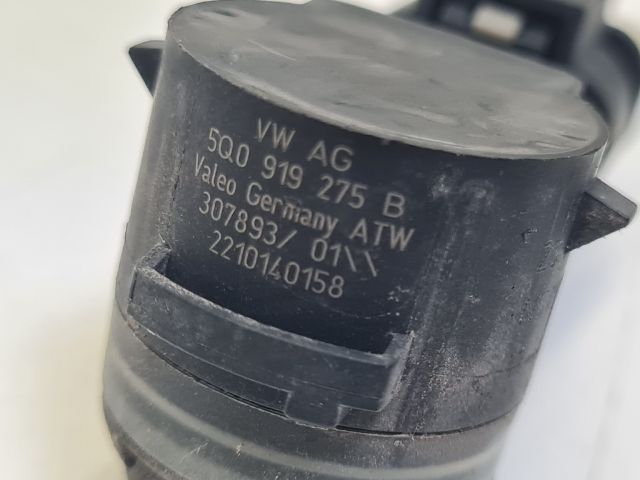 VW AG
5Q0 919 275 B
Valeo Germany ATW
307893/ 01\\
2210140158